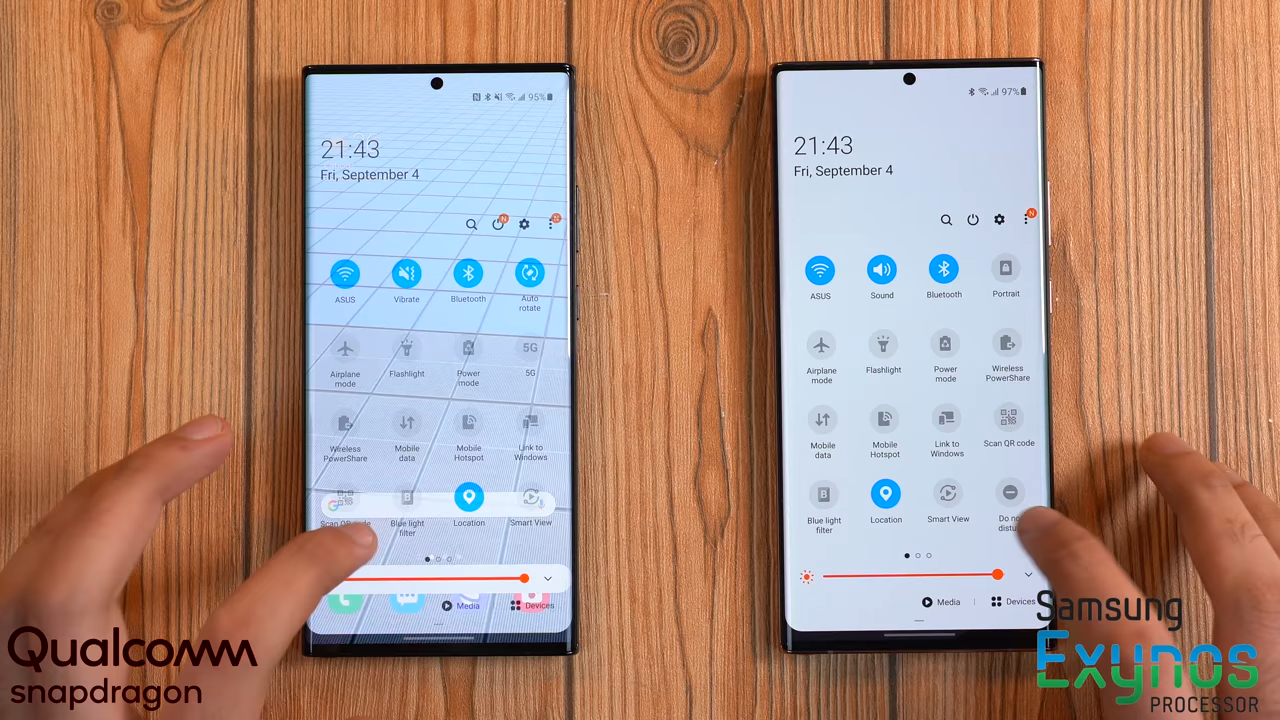 95%
21:43
Fri, September 4
N
N
ASUS
Vibrate
Bluetooth
Auto
rotate
5G
Airplane
mode
Flashlight
Power
mode
5G
Wireless
PowerShare
Mobile
data
Mobile
Hotspot
Link to
Windows
Scan QR code
Blue light
filter
Location
Smart View
Media
Devices
Qualcomm
snapdragon
97%
21:43
Fri, September 4
N
ASUS
Sound
Bluetooth
Portrait
Airplane
mode
Flashlight
Power
mode
Wireless
PowerShare
Mobile
data
Mobile
Hotspot
Link to
Windows
Scan QR code
Blue light
filter
Location
Smart View
Media
Devices
Samsung
Exynos
PROCESSOR